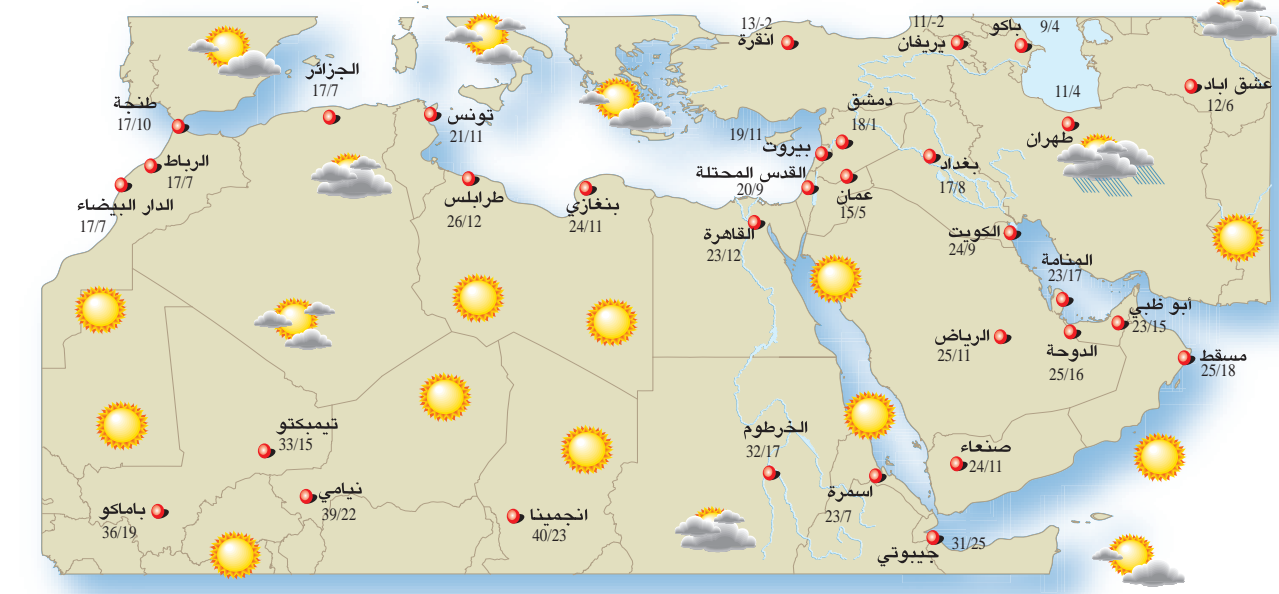 13/-2
انقرة
11/-2
يريفان
باكو
9/4
11/4
عشق اباد
12/6
الجزائر
17/7
طنجة
17/10
تونس
21/11
دمشق
18/1
19/11
بيروت
طهران
الرباط
17/7
القدس المحتلة
20/9
بغداد
17/8
عمان
15/5
الدار البيضاء
17/7
طرابلس
26/12
بنغازي
24/11
القاهرة
23/12
الكويت
24/9
المنامة
23/17
أبو ظبي
23/15
الرياض
25/11
الدوحة
25/16
مسقط
25/18
تيمبكتو
33/15
الخرطوم
32/17
صنعاء
24/11
نيامي
39/22
اسمرة
23/7
باماكو
36/19
انجمينا
40/23
جيبوتي
31/25